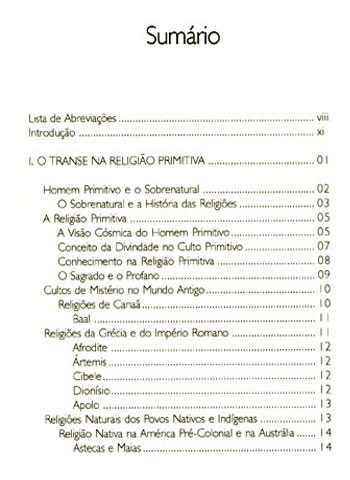 Sumário
Lista de Abreviações ........ viii
Introdução ........ xi
I. O TRANSE NA RELIGIÃO PRIMITIVA ........ 01
Homem Primitivo e o Sobrenatural ........ 02
O Sobrenatural e a História das Religiões ........ 03
A Religião Primitiva ........ 05
A Visão Cósmica do Homem Primitivo ........ 05
Conceito da Divindade no Culto Primitivo ........ 07
Conhecimento na Religião Primitiva ........ 08
O Sagrado e o Profano ........ 09
Cultos de Mistério no Mundo Antigo ........ 10
Religiões de Canaã ........ 10
Baal ........ 11
Religiões da Grécia e do Império Romano ........ 11
Afrodite ........ 12
Ártemis ........ 12
Cibele ........ 12
Dionísio ........ 12
Apolo ........ 13
Religiões Naturais dos Povos Nativos e Indígenas ........ 13
Religião Nativa na América Pré-Colonial e na Austrália ........ 14
Astecas e Maias ........ 14